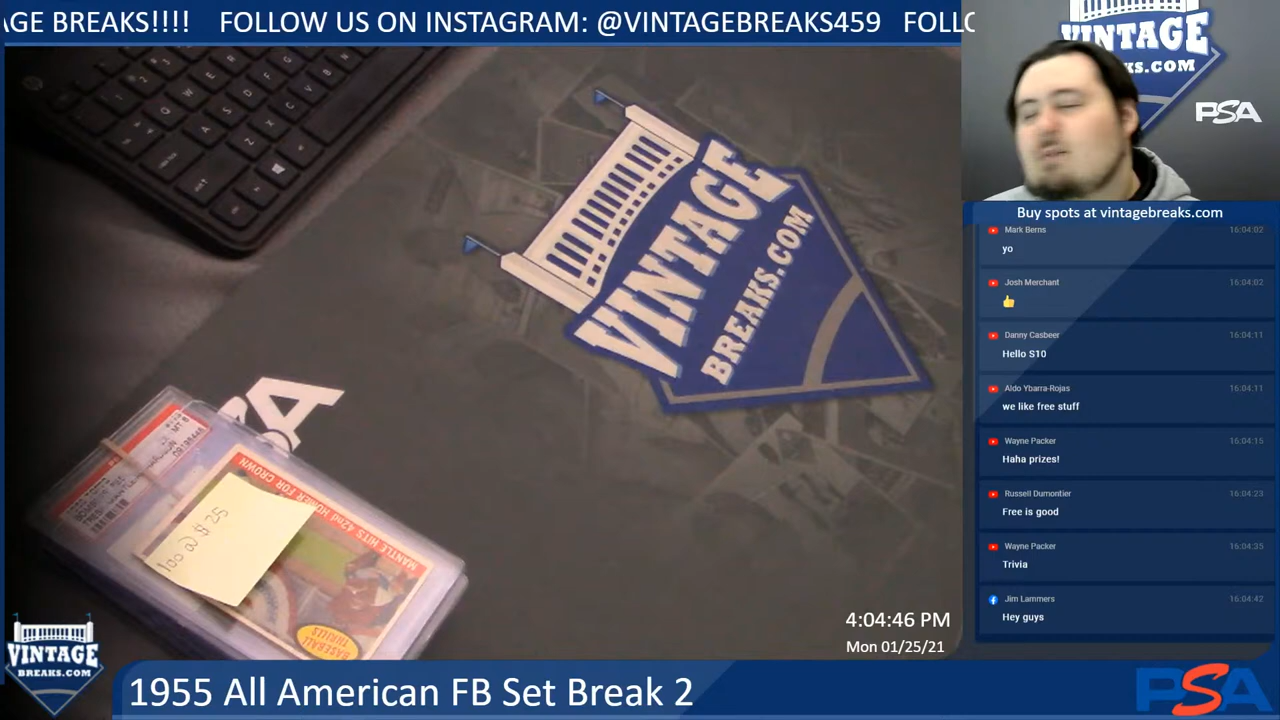 AGE BREAKS!!!! FOLLOW US ON INSTAGRAM: @VINTAGEBREAKS459 FOLLO
VINTAGE
KS.COM
PSA
Buy spots at vintagebreaks.com
Mark Berns 16:04:02
yo
Josh Merchant 16:04:02
👍
Danny Casbeer 16:04:11
Hello S10
Aldo Ybarra-Rojas 16:04:11
we like free stuff
Wayne Packer 16:04:15
Haha prizes!
Russell Dumontier 16:04:23
Free is good
Wayne Packer 16:04:35
Trivia
Jim Lammers 16:04:42
Hey guys
VINTAGE
BREAKS.COM
A
MANTLE HITS 42nd HOMER FOR CROWN
100 @ $25
BASEBALL
THRILLS
4:04:46 PM
Mon 01/25/21
VINTAGE
BREAKS.COM
1955 All American FB Set Break 2
PSA